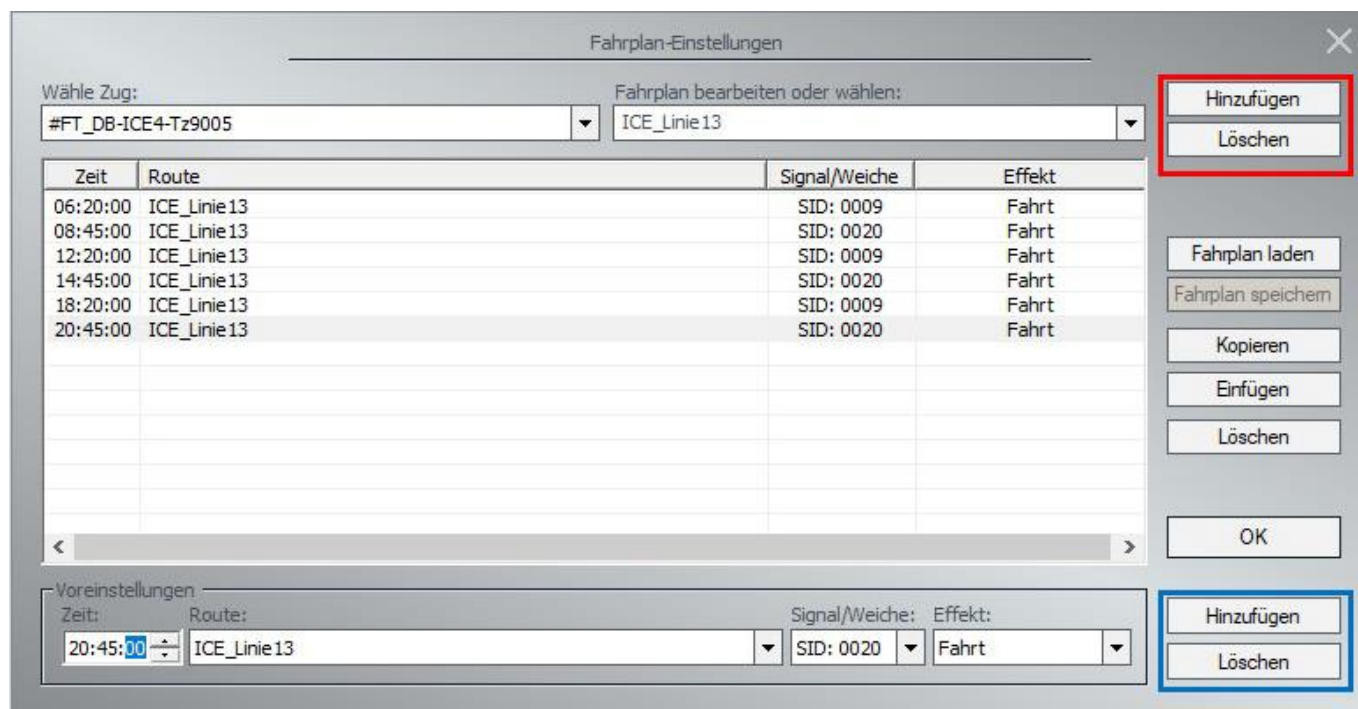 Fahrplan-Einstellungen
Wähle Zug:
Fahrplan bearbeiten oder wählen:
#FT_DB-ICE4-Tz9005
ICE_Linie13
Hinzufügen
Löschen
Zeit Route Signal/Weiche Effekt
06:20:00 ICE_Linie13 SID: 0009 Fahrt
08:45:00 ICE_Linie13 SID: 0020 Fahrt
12:20:00 ICE_Linie13 SID: 0009 Fahrt
14:45:00 ICE_Linie13 SID: 0020 Fahrt
18:20:00 ICE_Linie13 SID: 0009 Fahrt
20:45:00 ICE_Linie13 SID: 0020 Fahrt
Fahrplan laden
Fahrplan speichern
Kopieren
Einfügen
Löschen
OK
Voreinstellungen
Zeit: Route: Signal/Weiche: Effekt:
20:45:00 ICE_Linie13 SID: 0020 Fahrt
Hinzufügen
Löschen